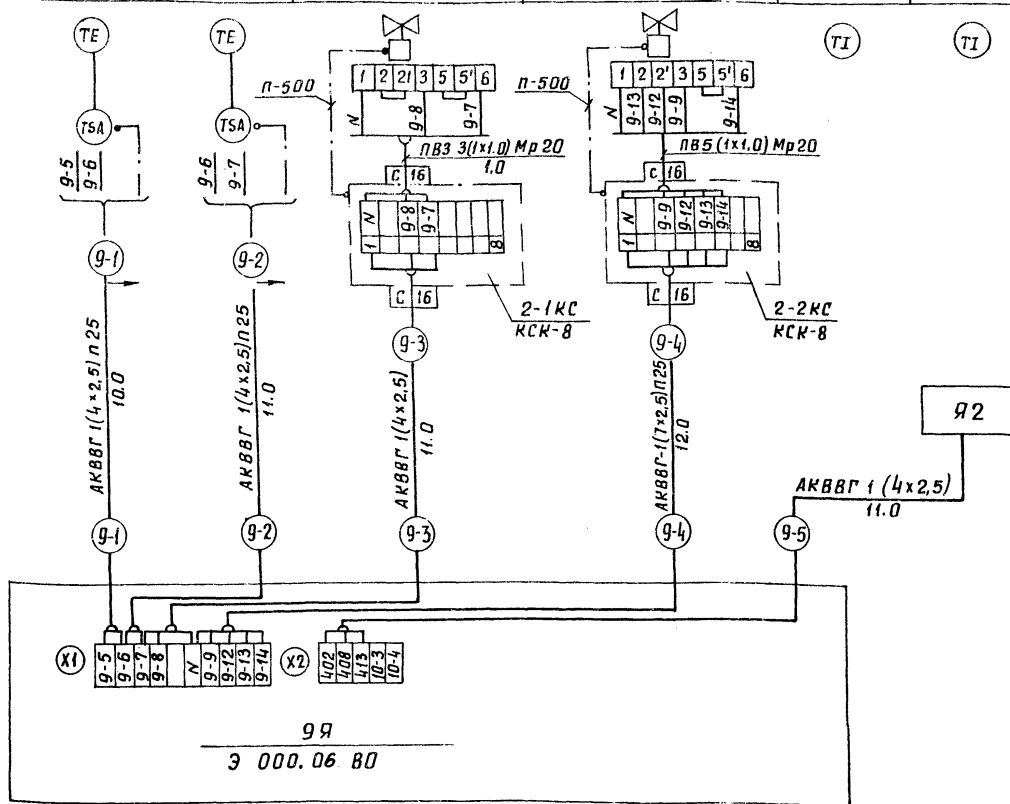 TE
TE
TI
TI
1 2 2' 3 5 5' 6
1 2 2' 3 5 5' 6
п-500
п-500
TSA
TSA
N
9-8
9-7
N
9-13
9-12
9-9
9-14
9-5
9-6
9-6
9-7
ПВ3 3(1×1.0) Мр20
1.0
ПВ5 (1×1.0) Мр20
С 16
С 16
N
9-8
9-7
1
8
N
9-9
9-12
9-13
9-14
1
8
9-1
9-2
С 16
С 16
2-1КС
КСК-8
2-2КС
КСК-8
9-3
9-4
АКВВГ 1(4×2,5) п25
10.0
АКВВГ 1(4×2,5) п25
11.0
АКВВГ 1(4×2,5)
11.0
АКВВГ-1(7×2,5)П25
12.0
Я2
АКВВГ 1 (4×2,5)
11.0
9-1
9-2
9-3
9-4
9-5
X1
9-5
9-6
9-7
9-8
N
9-9
9-12
9-13
9-14
X2
402
408
413
10-3
10-4
9Я
Э 000.06 ВО